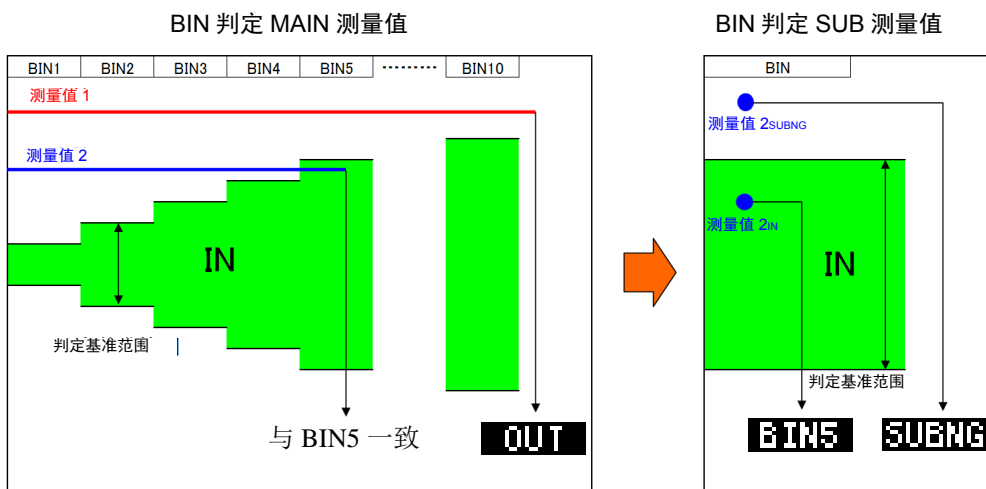 BIN 判定 MAIN 测量值
BIN1 BIN2 BIN3 BIN4 BIN5 ········· BIN10
测量值 1
测量值 2
IN
判定基准范围
与 BIN5 一致
OUT
BIN 判定 SUB 测量值
BIN
测量值 2SUBNG
测量值 2IN
IN
判定基准范围
BIN5 SUBNG